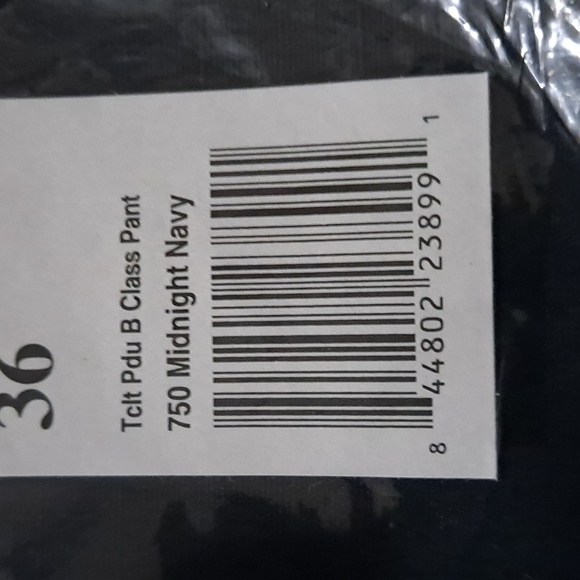 36
Tclt Pdu B Class Pant
750 Midnight Navy
8 44802 23899 1